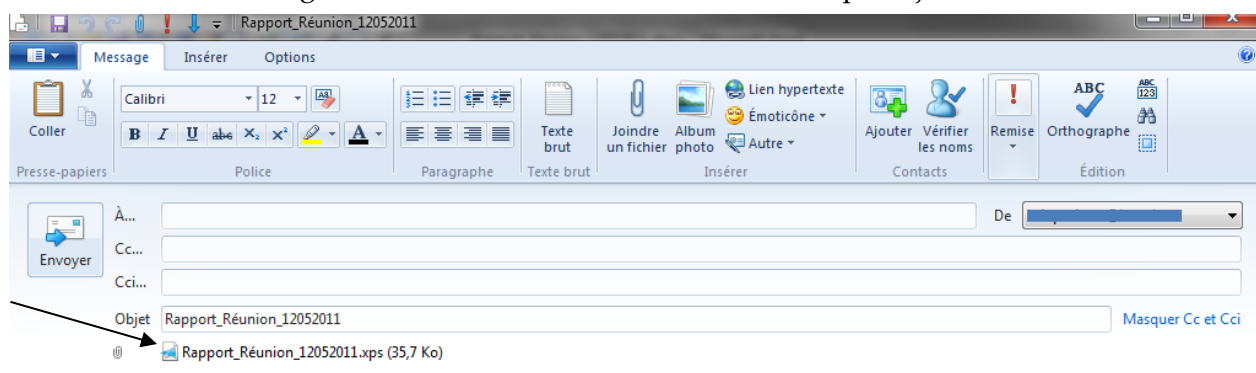 Rapport_Réunion_12052011
Message Insérer Options
Calibri 12
Coller
Texte brut
Joindre un fichier
Album photo
Lien hypertexte
Émoticône
Autre
Ajouter
Vérifier les noms
Remise
ABC
Orthographe
ABC
123
B I U abc X₂ X² A
Presse-papiers Police Paragraphe Texte brut Insérer Contacts Édition
À... De
Envoyer
Cc...
Cci...
Objet Rapport_Réunion_12052011 Masquer Cc et Cci
Rapport_Réunion_12052011.xps (35,7 Ko)